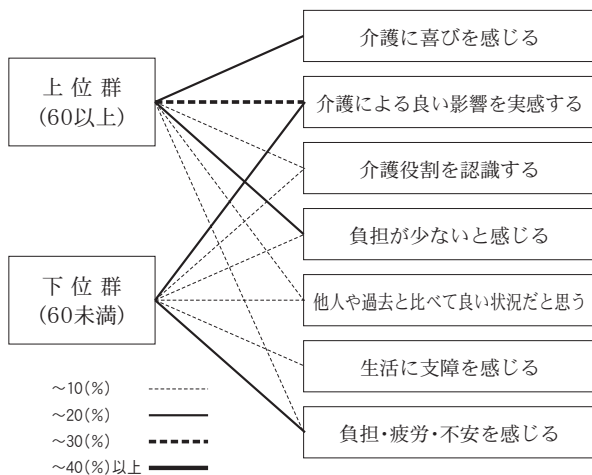 上位群
(60以上)
下位群
(60未満)
介護に喜びを感じる
介護による良い影響を実感する
介護役割を認識する
負担が少ないと感じる
他人や過去と比べて良い状況だと思う
生活に支障を感じる
負担・疲労・不安を感じる
～10(%)
～20(%)
～30(%)
～40(%)以上